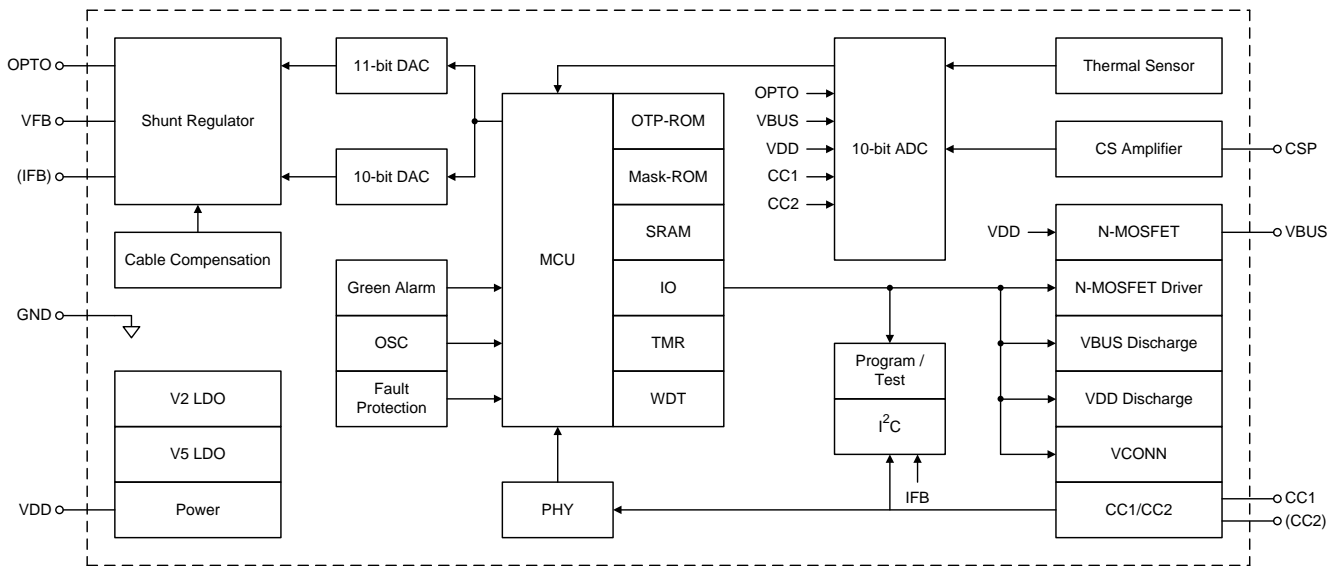 OPTO
VFB
(IFB)
GND
VDD
Shunt Regulator
Cable Compensation
V2 LDO
V5 LDO
Power
11-bit DAC
10-bit DAC
Green Alarm
OSC
Fault
Protection
MCU
OTP-ROM
Mask-ROM
SRAM
IO
TMR
WDT
PHY
OPTO
VBUS
VDD
CC1
CC2
10-bit ADC
Program /
Test
I²C
IFB
Thermal Sensor
CS Amplifier
VDD
N-MOSFET
N-MOSFET Driver
VBUS Discharge
VDD Discharge
VCONN
CC1/CC2
CSP
VBUS
CC1
(CC2)